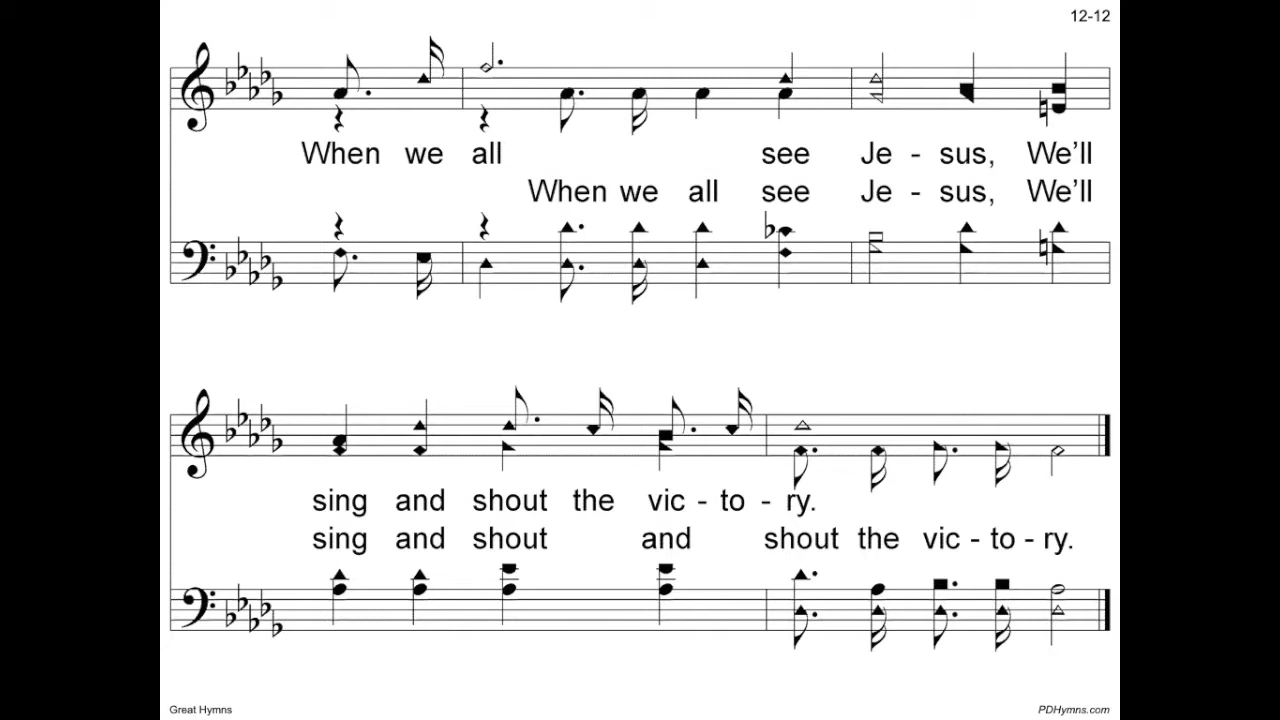 12-12
When we all see Je - sus, We’ll
When we all see Je - sus, We’ll
sing and shout the vic - to - ry.
sing and shout and shout the vic - to - ry.
Great Hymns
PDHymns.com